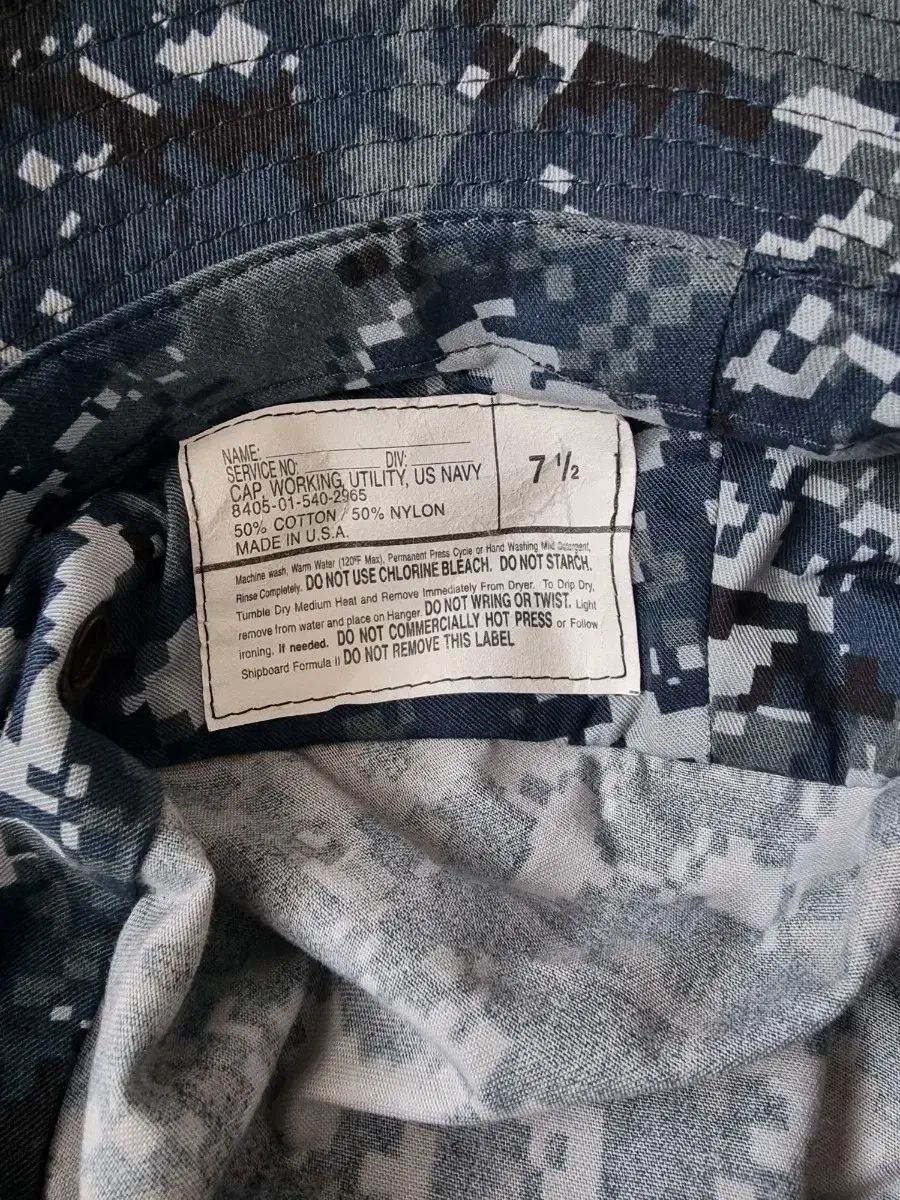 NAME:
SERVICE NO: DIV:
CAP, WORKING, UTILITY, US NAVY
8405-01-540-2965
50% COTTON / 50% NYLON
MADE IN U.S.A.
7 1/2
Machine wash, Warm Water (120ºF Max), Permanent Press Cycle or Hand Washing Mild Detergent,
Rinse Completely. DO NOT USE CHLORINE BLEACH. DO NOT STARCH.
Tumble Dry Medium Heat and Remove Immediately From Dryer. To Drip Dry,
remove from water and place on Hanger. DO NOT WRING OR TWIST. Light
ironing, If needed. DO NOT COMMERCIALLY HOT PRESS or Follow
Shipboard Formula II DO NOT REMOVE THIS LABEL